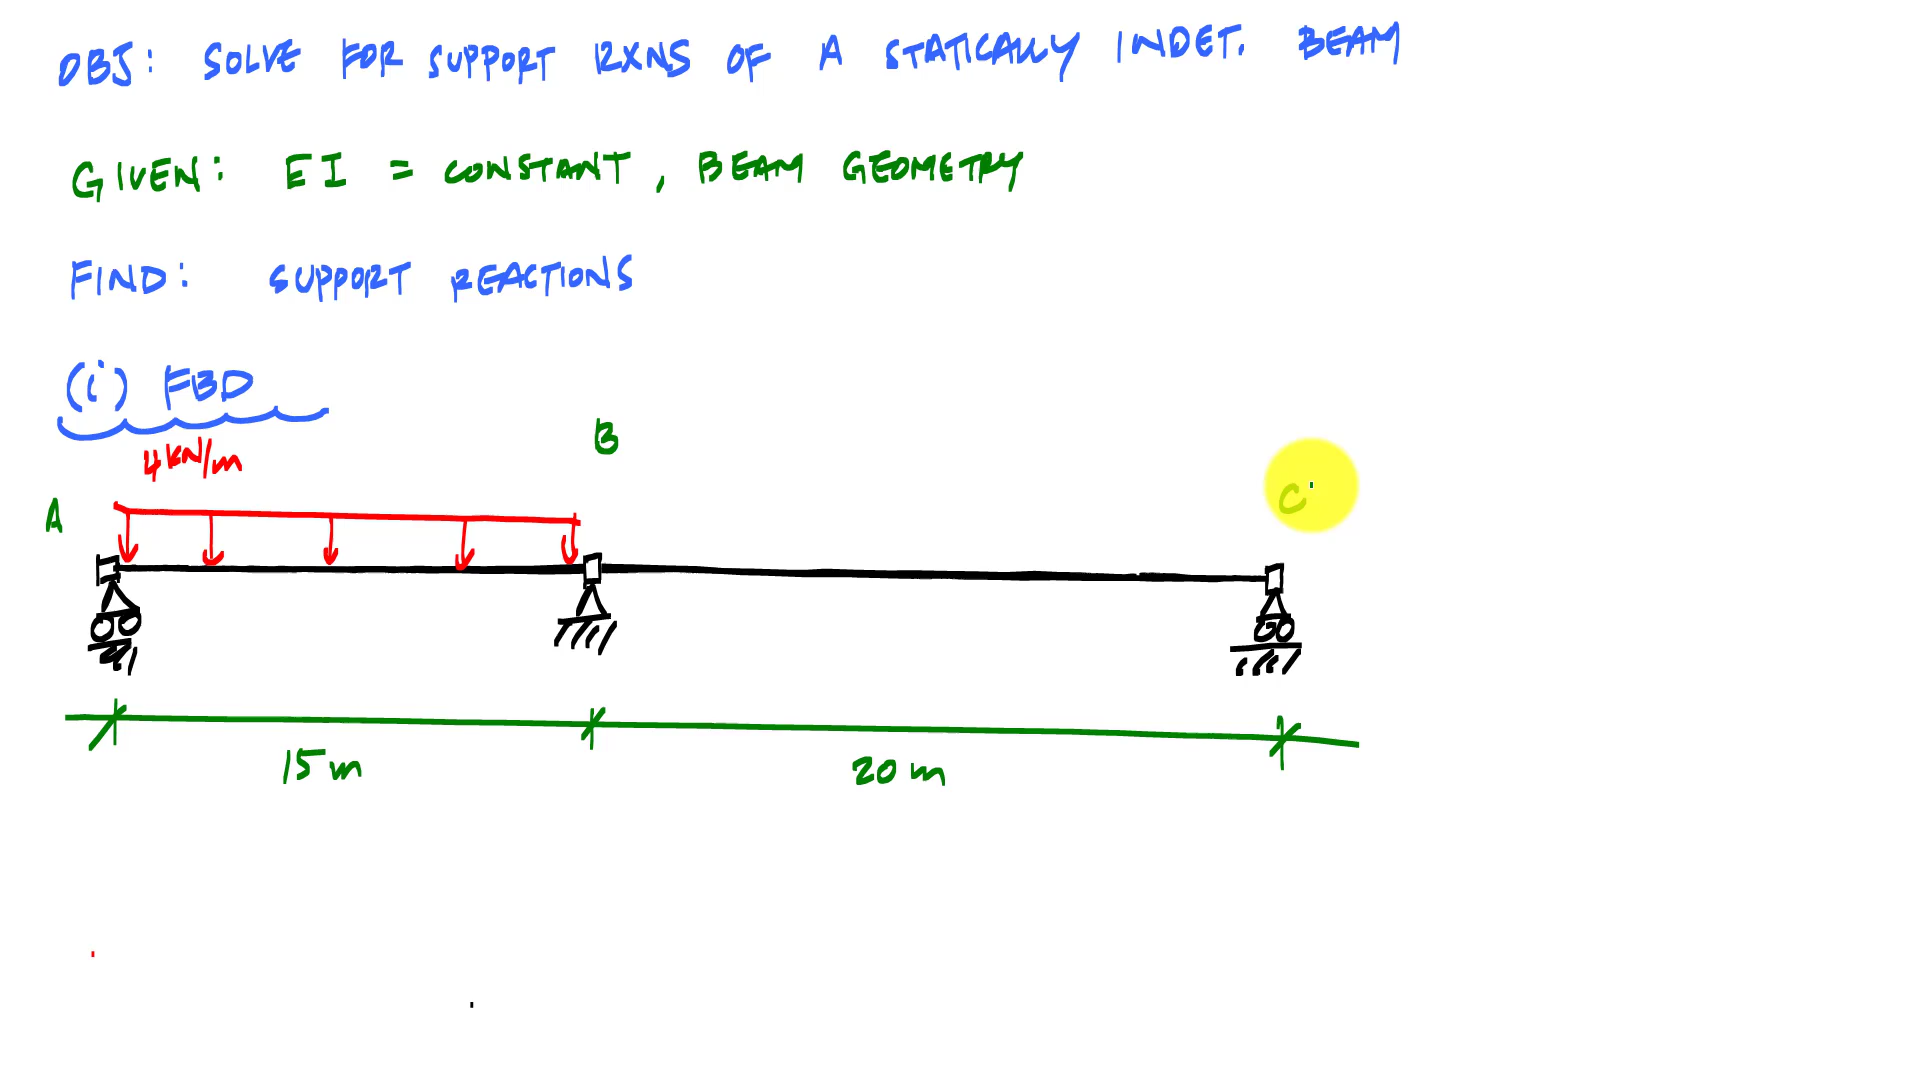 OBJ: SOLVE FOR SUPPORT RXNS OF A STATICALLY INDET. BEAM
GIVEN: EI = CONSTANT, BEAM GEOMETRY
FIND: SUPPORT REACTIONS
(i) FBD
4 kN/m
B
A
C
15 m
20 m